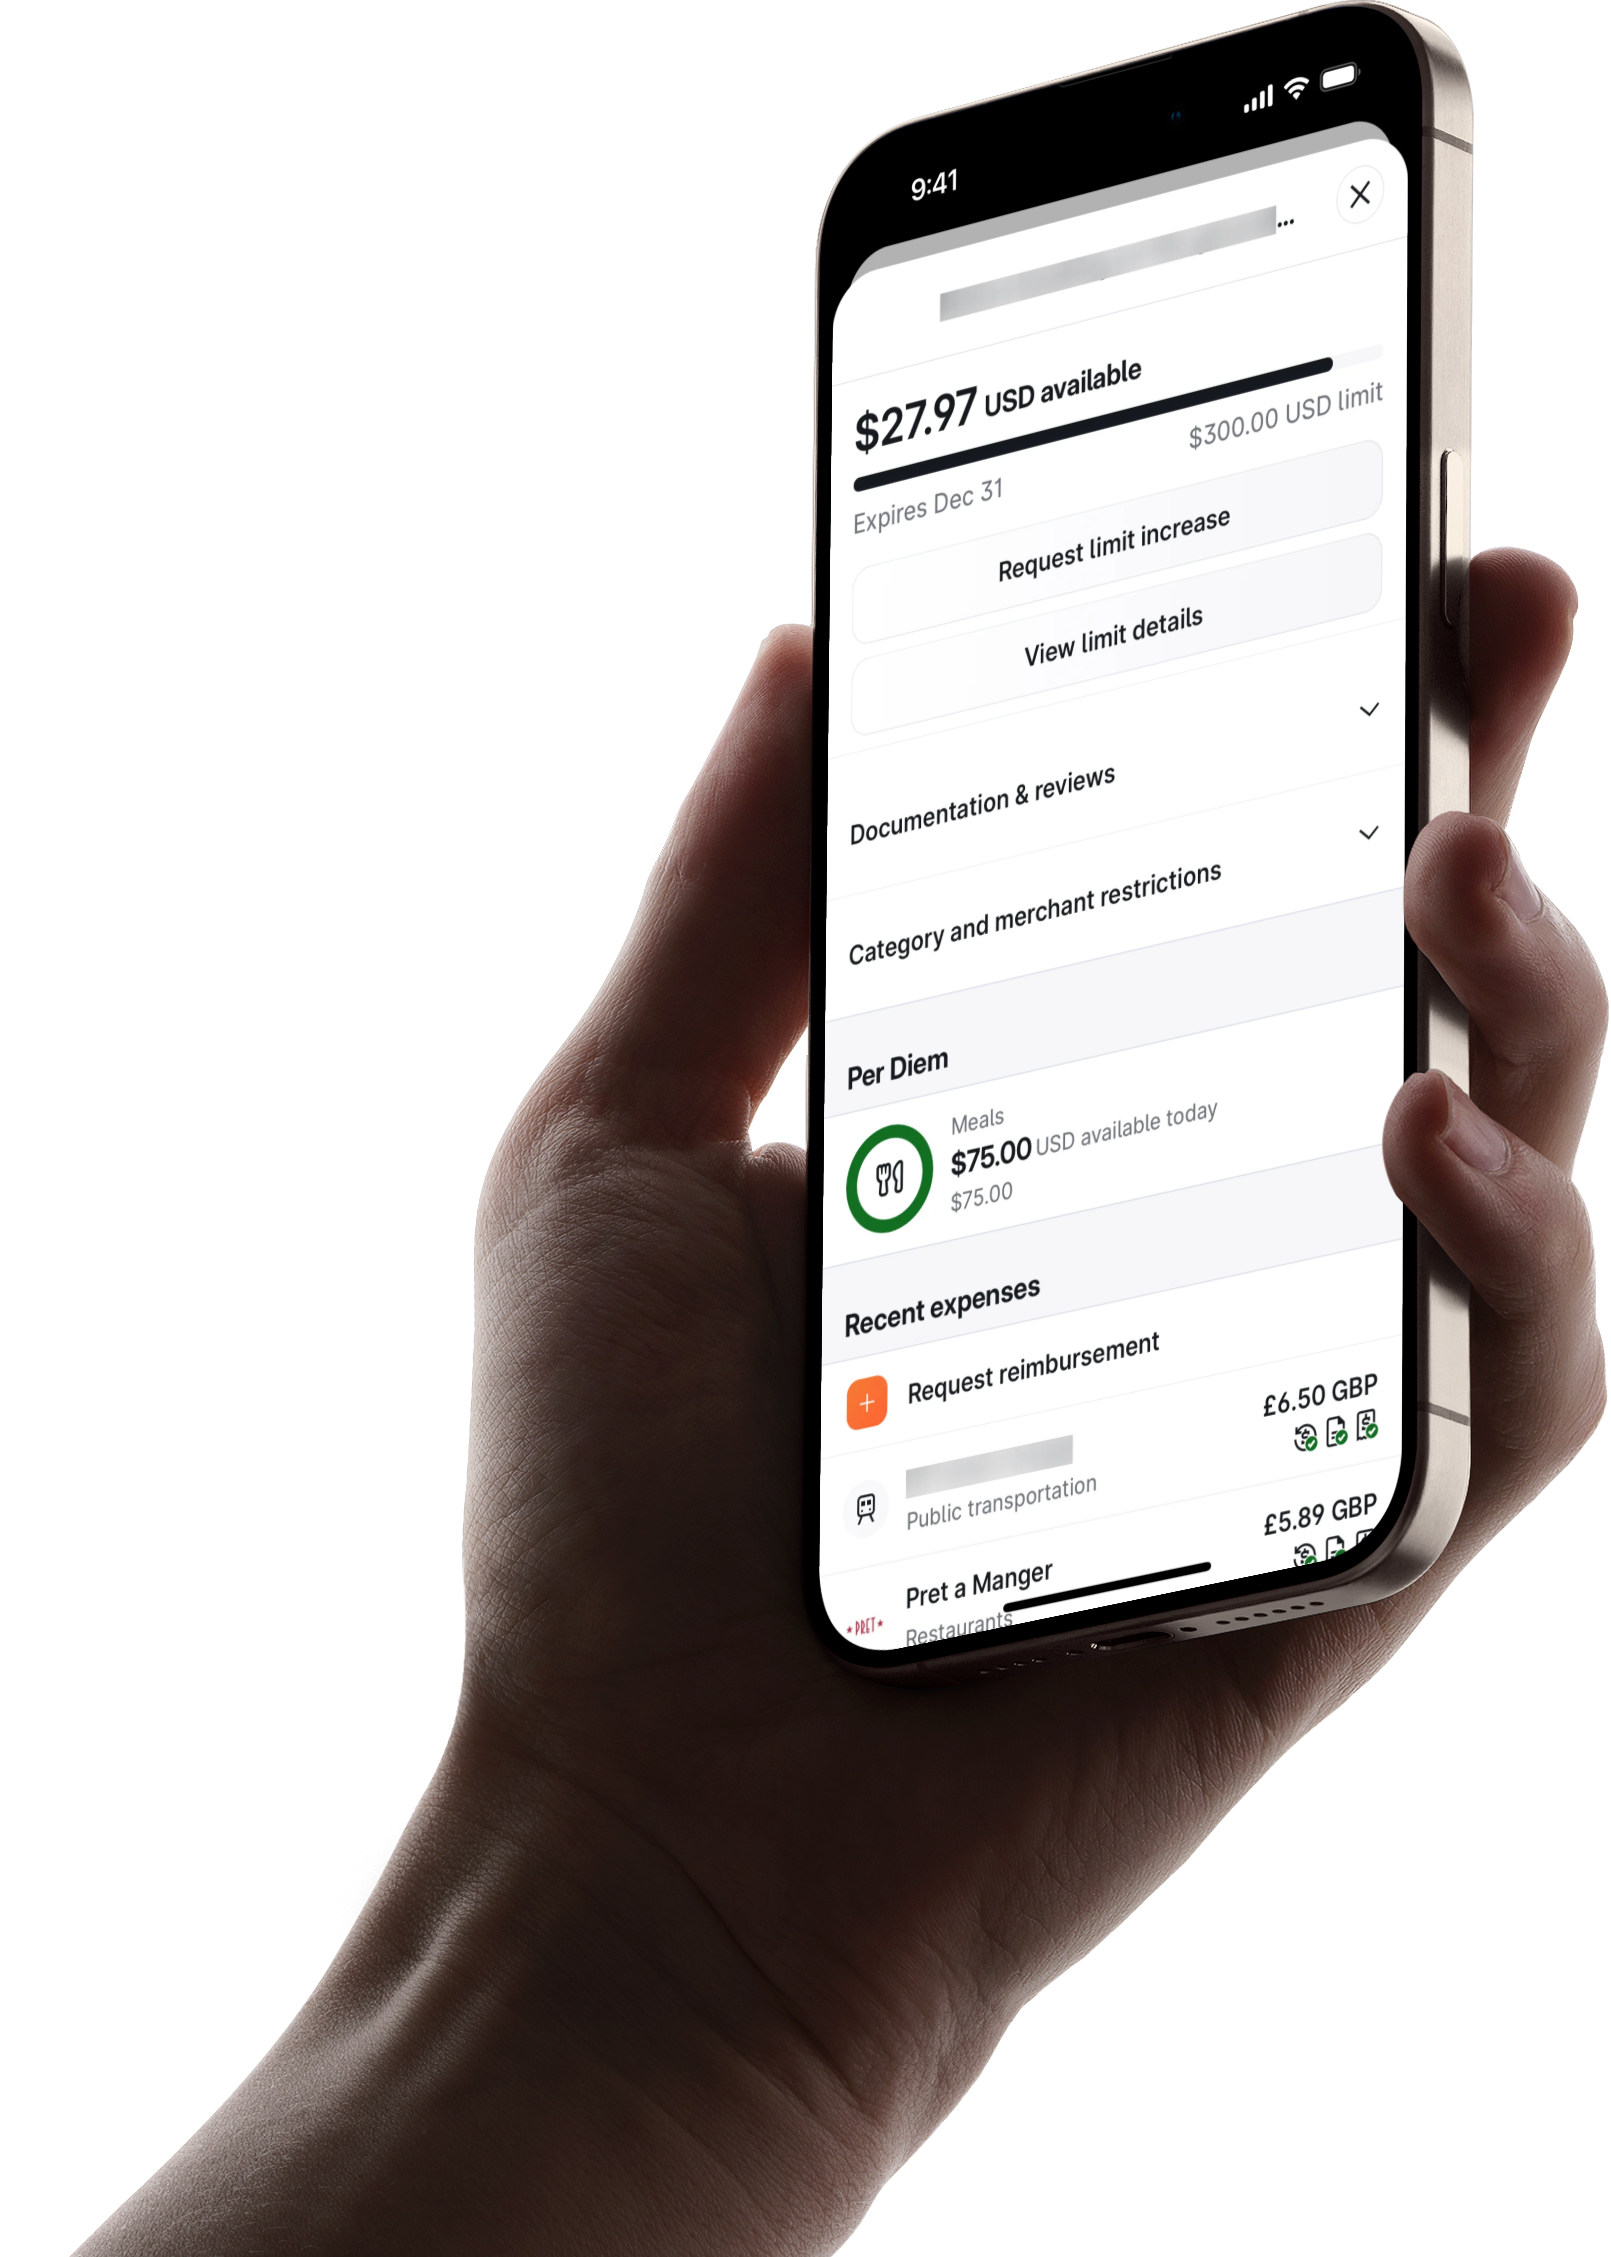 9:41
...
$27.97 USD available
$300.00 USD limit
Expires Dec 31
Request limit increase
View limit details
Documentation & reviews
Category and merchant restrictions
Per Diem
Meals
$75.00 USD available today
$75.00
Recent expenses
Request reimbursement
£6.50 GBP
Public transportation
Pret a Manger
£5.89 GBP
★PRET★
Restaurants